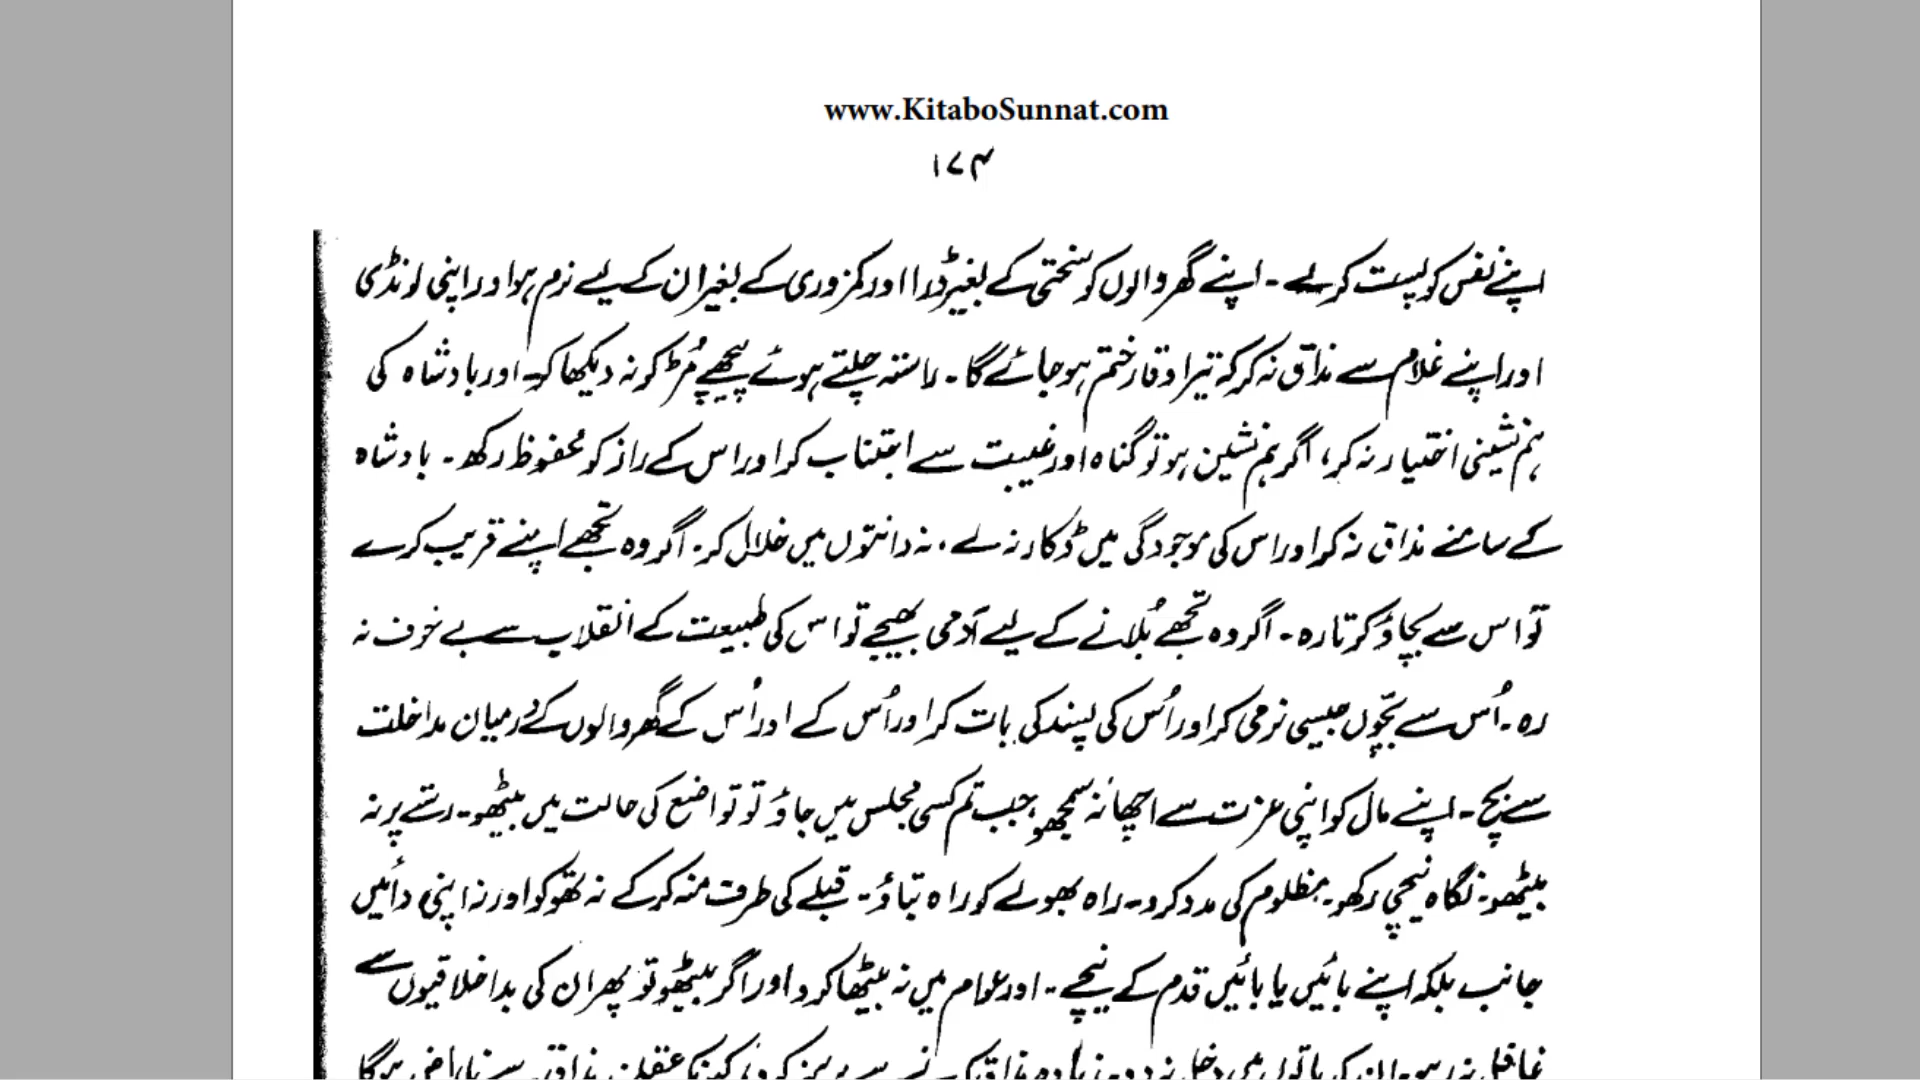 www.KitaboSunnat.com
۱۷۴
اپنے نفس کو پست کرلے۔ اپنے گھر والوں کو سختی کے بغیر ڈرا اور کمزوری کے بغیر ان کے لیے نرم ہو اور اپنی لونڈی
اور اپنے غلام سے مذاق نہ کر کہ تیرا وقار ختم ہو جائے گا۔ راستہ چلتے ہوئے پیچھے مُڑ کر نہ دیکھا کر۔ اور بادشاہ کی
ہم نشینی اختیار نہ کر، اگر ہم نشین ہو تو گناہ اور غیبت سے اجتناب کر اور اس کے راز کو محفوظ رکھ۔ بادشاہ
کے سامنے مذاق نہ کر اور اس کی موجودگی میں ڈکار نہ لے، نہ دانتوں میں خلال کر۔ اگر وہ تجھے اپنے قریب کرے
تو اس سے بچاؤ کرتا رہ۔ اگر وہ تجھے بُلانے کے لیے آدمی بھیجے تو اس کی طبیعت کے انقلاب سے بے خوف نہ
رہ۔ اُس سے بچّوں جیسی نرمی کر اور اُس کی پسند کی بات کر اور اُس کے اور اُس کے گھر والوں کے درمیان مداخلت
سے بچ۔ اپنے مال کو اپنی عزت سے اچھا نہ سمجھو، جب تم کسی مجلس میں جاؤ تو تواضع کی حالت میں بیٹھو۔ رستے پر نہ
بیٹھو۔ نگاہ نیچی رکھو۔ مظلوم کی مدد کرو۔ راہ بھولے کو راہ بتاؤ۔ قبلے کی طرف منہ کر کے نہ تھوکو اور نہ اپنی دائیں
جانب بلکہ اپنے بائیں یا بائیں قدم کے نیچے۔ اور عوام میں نہ بیٹھا کرو اور اگر بیٹھو تو پھر ان کی بداخلاقیوں سے